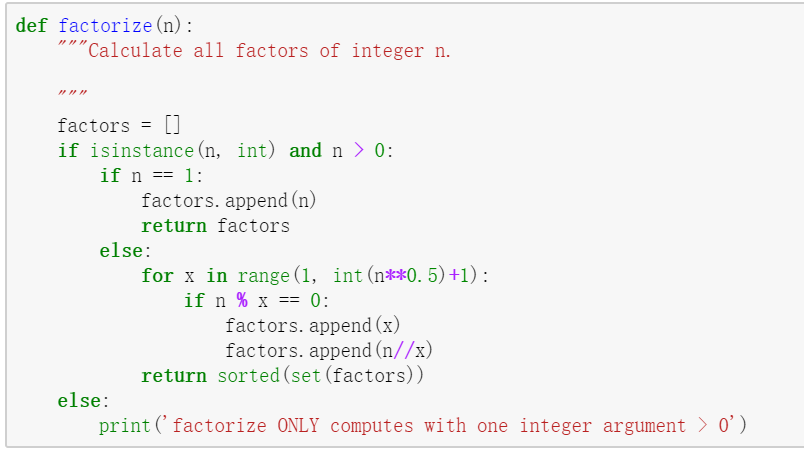 def factorize(n):
    """Calculate all factors of integer n.

    """
    factors = []
    if isinstance(n, int) and n > 0:
        if n == 1:
            factors.append(n)
            return factors
        else:
            for x in range(1, int(n**0.5)+1):
                if n % x == 0:
                    factors.append(x)
                    factors.append(n//x)
            return sorted(set(factors))
    else:
        print('factorize ONLY computes with one integer argument > 0')